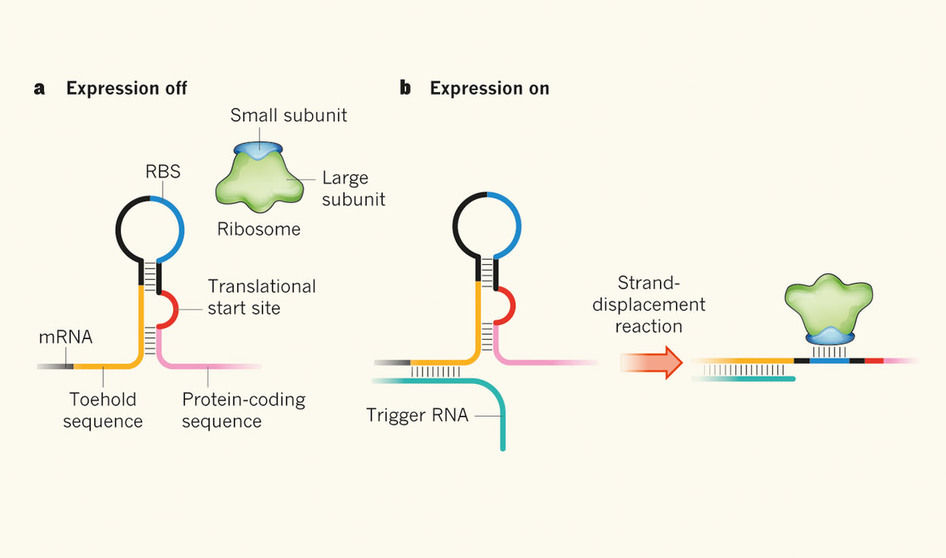 a Expression off
b Expression on
Small subunit
RBS
Large
subunit
Ribosome
Translational
start site
mRNA
Toehold
sequence
Protein-coding
sequence
Trigger RNA
Strand-
displacement
reaction